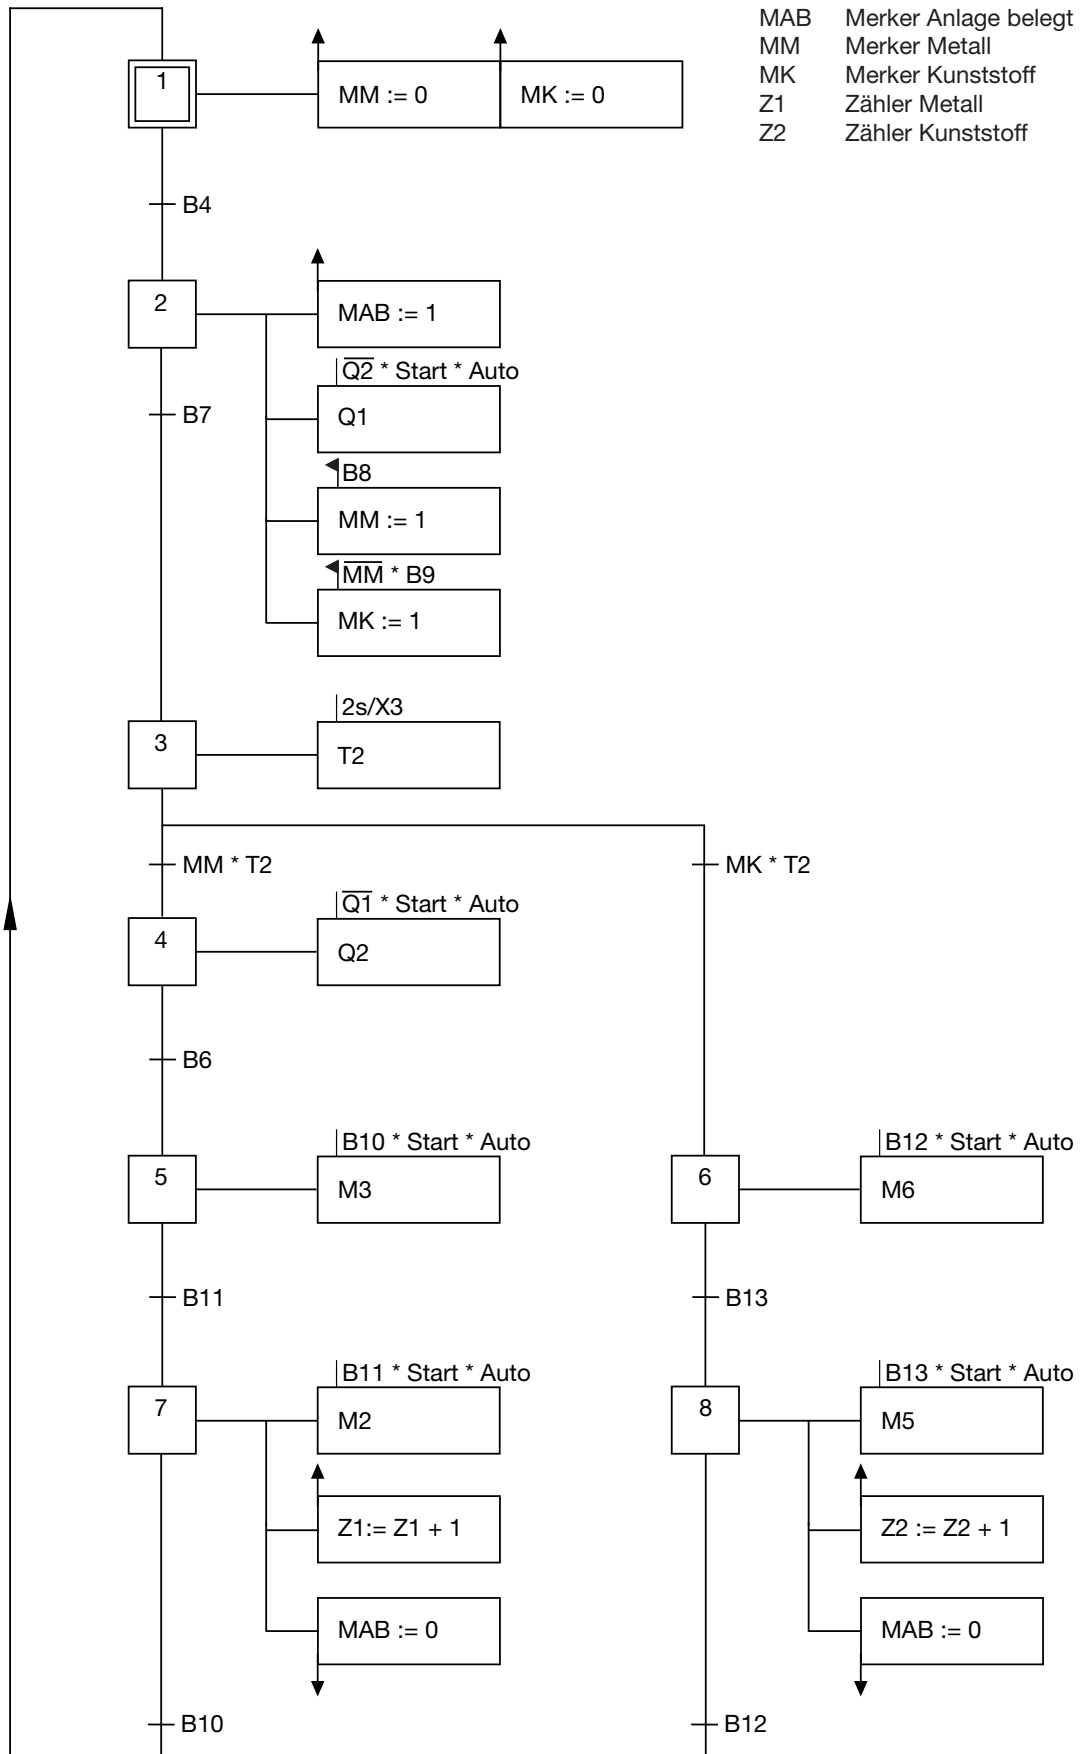 MAB Merker Anlage belegt
MM Merker Metall
MK Merker Kunststoff
Z1 Zähler Metall
Z2 Zähler Kunststoff
1
MM := 0
MK := 0
B4
2
MAB := 1
Q̅2̅ * Start * Auto
Q1
B7
B8
MM := 1
M̅M̅ * B9
MK := 1
3
2s/X3
T2
MM * T2
MK * T2
4
Q̅1̅ * Start * Auto
Q2
B6
5
B10 * Start * Auto
M3
6
B12 * Start * Auto
M6
B11
B13
7
B11 * Start * Auto
M2
8
B13 * Start * Auto
M5
Z1:= Z1 + 1
Z2 := Z2 + 1
MAB := 0
MAB := 0
B10
B12